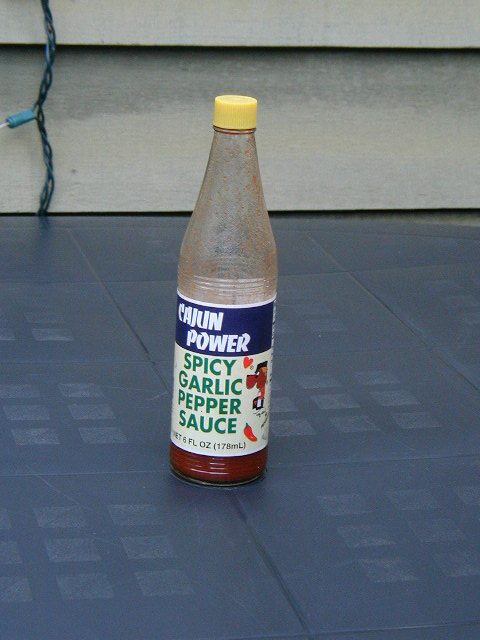 CAJUN
POWER
SPICY
GARLIC
PEPPER
SAUCE
NET 6 FL OZ (178mL)